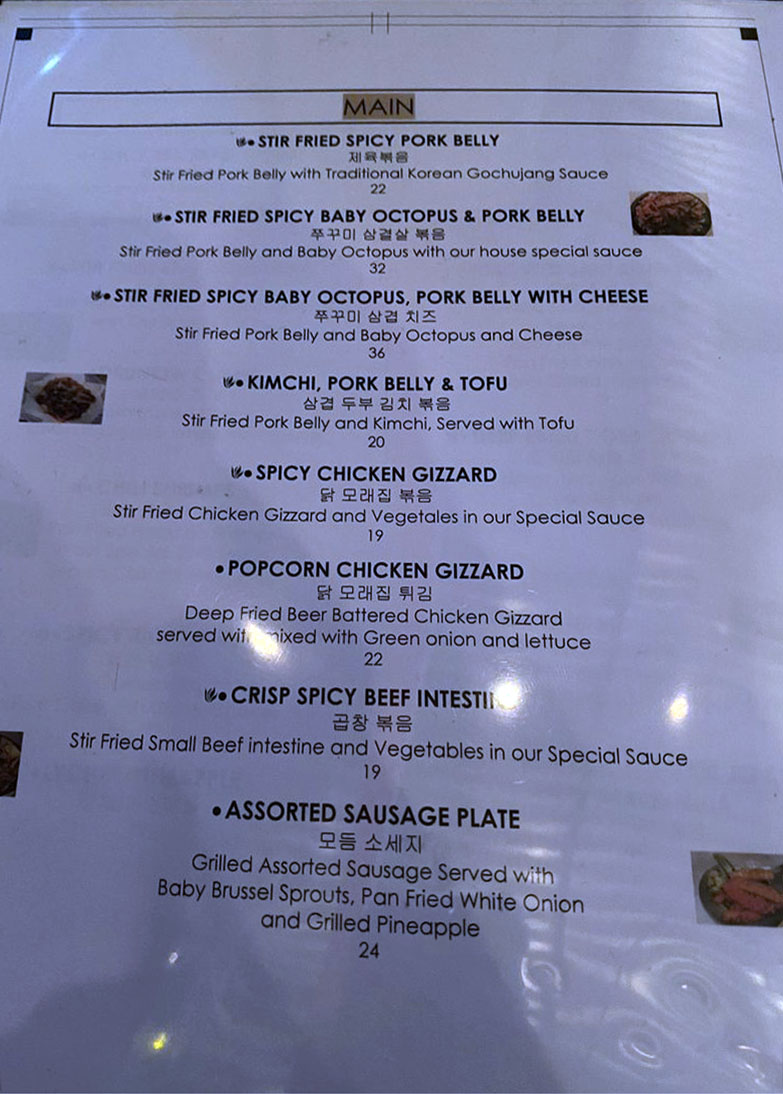 MAIN
STIR FRIED SPICY PORK BELLY
제육볶음
Stir Fried Pork Belly with Traditional Korean Gochujang Sauce
22
STIR FRIED SPICY BABY OCTOPUS & PORK BELLY
쭈꾸미 삼겹살 볶음
Stir Fried Pork Belly and Baby Octopus with our house special sauce
32
STIR FRIED SPICY BABY OCTOPUS, PORK BELLY WITH CHEESE
쭈꾸미 삼겹 치즈
Stir Fried Pork Belly and Baby Octopus and Cheese
36
KIMCHI, PORK BELLY & TOFU
삼겹 두부 김치 볶음
Stir Fried Pork Belly and Kimchi, Served with Tofu
20
SPICY CHICKEN GIZZARD
닭 모래집 볶음
Stir Fried Chicken Gizzard and Vegetales in our Special Sauce
19
• POPCORN CHICKEN GIZZARD
닭 모래집 튀김
Deep Fried Beer Battered Chicken Gizzard
served with Green onion and lettuce
22
CRISP SPICY BEEF
곱창 볶음
Stir Fried Small Beef intestine and Vegetables in our Special Sauce
19
• ASSORTED SAUSAGE PLATE
모듬 소세지
Grilled Assorted Sausage Served with
Baby Brussel Sprouts, Pan Fried White Onion
and Grilled Pineapple
24